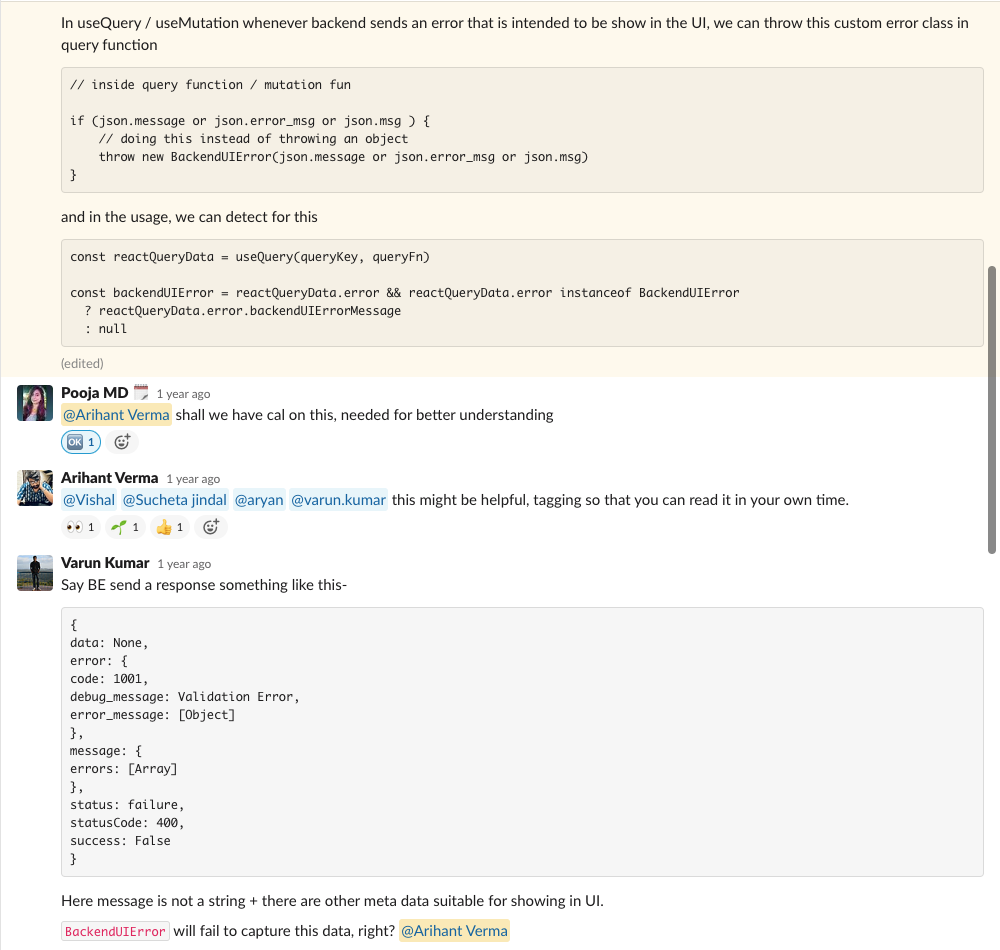 In useQuery / useMutation whenever backend sends an error that is intended to be show in the UI, we can throw this custom error class in
query function
// inside query function / mutation fun
if (json.message or json.error_msg or json.msg ) {
    // doing this instead of throwing an object
    throw new BackendUIError(json.message or json.error_msg or json.msg)
}
and in the usage, we can detect for this
const reactQueryData = useQuery(queryKey, queryFn)
const backendUIError = reactQueryData.error && reactQueryData.error instanceof BackendUIError
  ? reactQueryData.error.backendUIErrorMessage
  : null
(edited)
Pooja MD 1 year ago
@Arihant Verma shall we have cal on this, needed for better understanding
OK 1
Arihant Verma 1 year ago
@Vishal @Sucheta jindal @aryan @varun.kumar this might be helpful, tagging so that you can read it in your own time.
👀 1 🌱 1 👍 1
Varun Kumar 1 year ago
Say BE send a response something like this-
{
data: None,
error: {
code: 1001,
debug_message: Validation Error,
error_message: [Object]
},
message: {
errors: [Array]
},
status: failure,
statusCode: 400,
success: False
}
Here message is not a string + there are other meta data suitable for showing in UI.
BackendUIError will fail to capture this data, right? @Arihant Verma